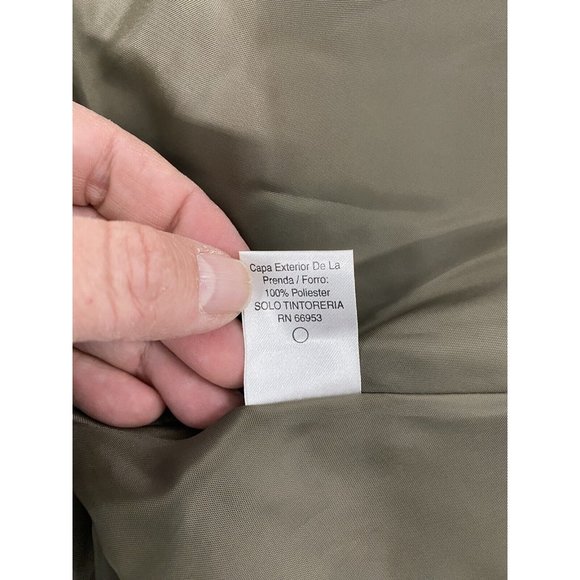 Capa Exterior De La
Prenda / Forro:
100% Poliester
SOLO TINTORERIA
RN 66953